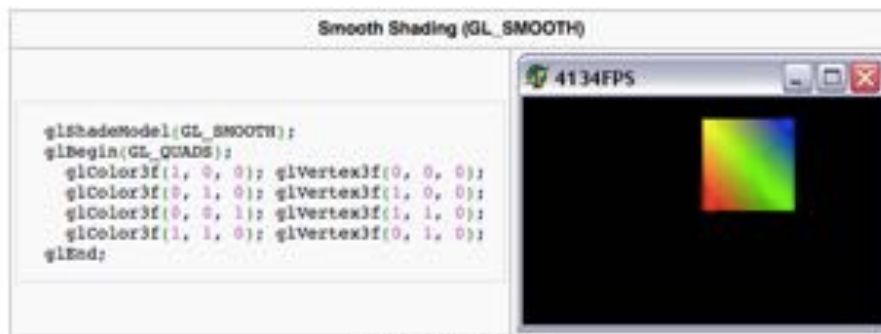 Smooth Shading (GL_SMOOTH)
glShadeModel(GL_SMOOTH);
glBegin(GL_QUADS);
glColor3f(1, 0, 0); glVertex3f(0, 0, 0);
glColor3f(0, 1, 0); glVertex3f(1, 0, 0);
glColor3f(0, 0, 1); glVertex3f(1, 1, 0);
glColor3f(1, 1, 0); glVertex3f(0, 1, 0);
glEnd;
4134FPS